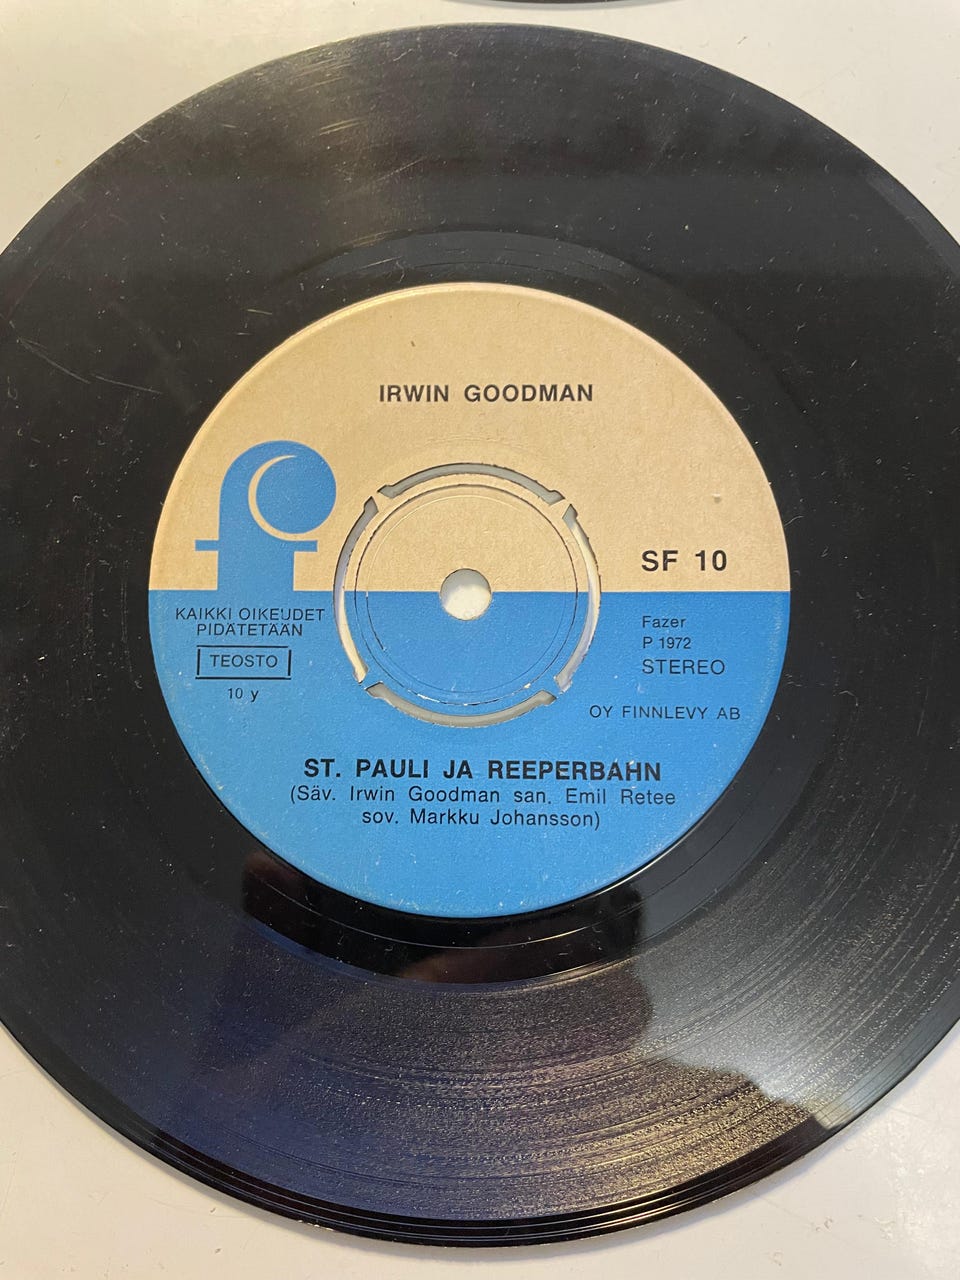 IRWIN GOODMAN
SF 10
KAIKKI OIKEUDET
PIDÄTETÄÄN
TEOSTO
10 y
Fazer
P 1972
STEREO
OY FINNLEVY AB
ST. PAULI JA REEPERBAHN
(Säv. Irwin Goodman san. Emil Retee
sov. Markku Johansson)